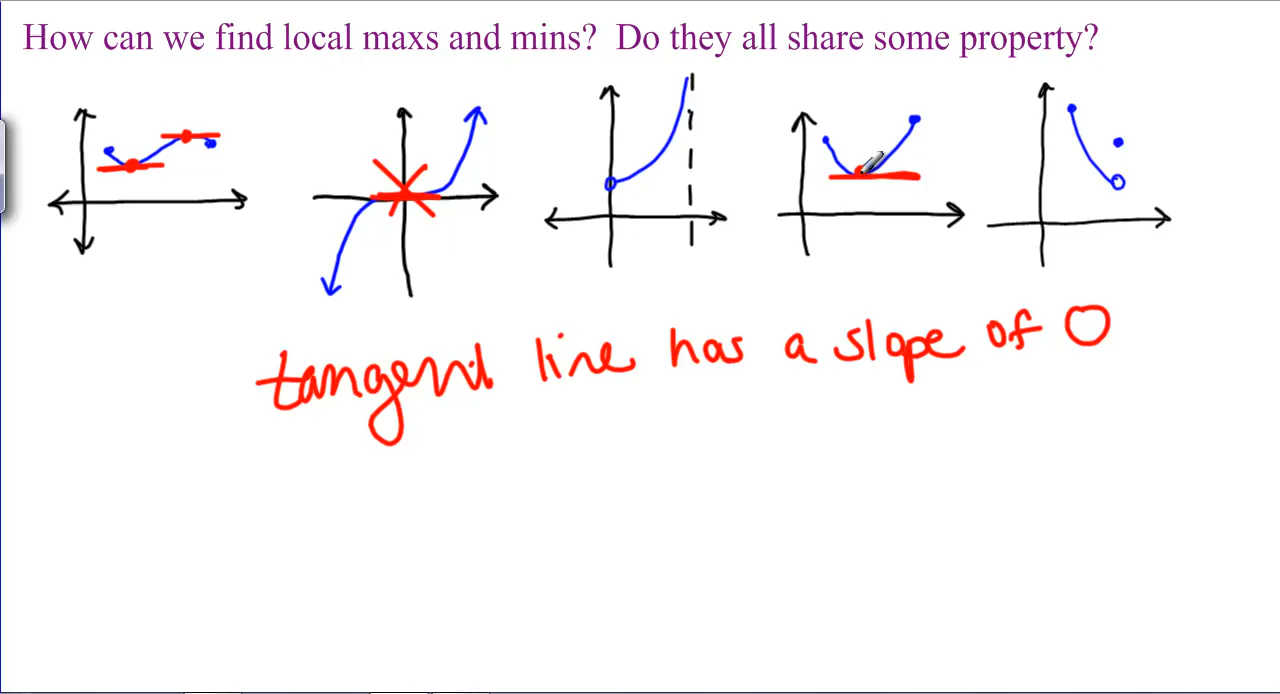 How can we find local maxs and mins? Do they all share some property?
tangent line has a slope of 0